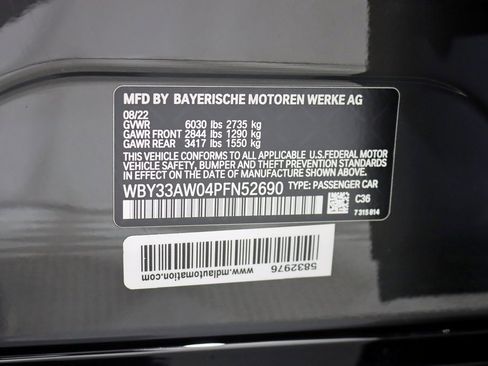 MFD BY BAYERISCHE MOTOREN WERKE AG
08/22
GVWR 6030 lbs 2735 kg
GAWR FRONT 2844 lbs 1290 kg
GAWR REAR 3417 lbs 1550 kg
THIS VEHICLE CONFORMS TO ALL APPLICABLE U.S.FEDERAL MOTOR
VEHICLE SAFETY, BUMPER AND THEFT PREVENTION STANDARDS
IN EFFECT ON THE DATE OF MANUFACTURE SHOWN ABOVE.
WBY33AW04PFN52690 TYPE: PASSENGER CAR
C36
7 315 814
5832976
www.mdlautomation.com